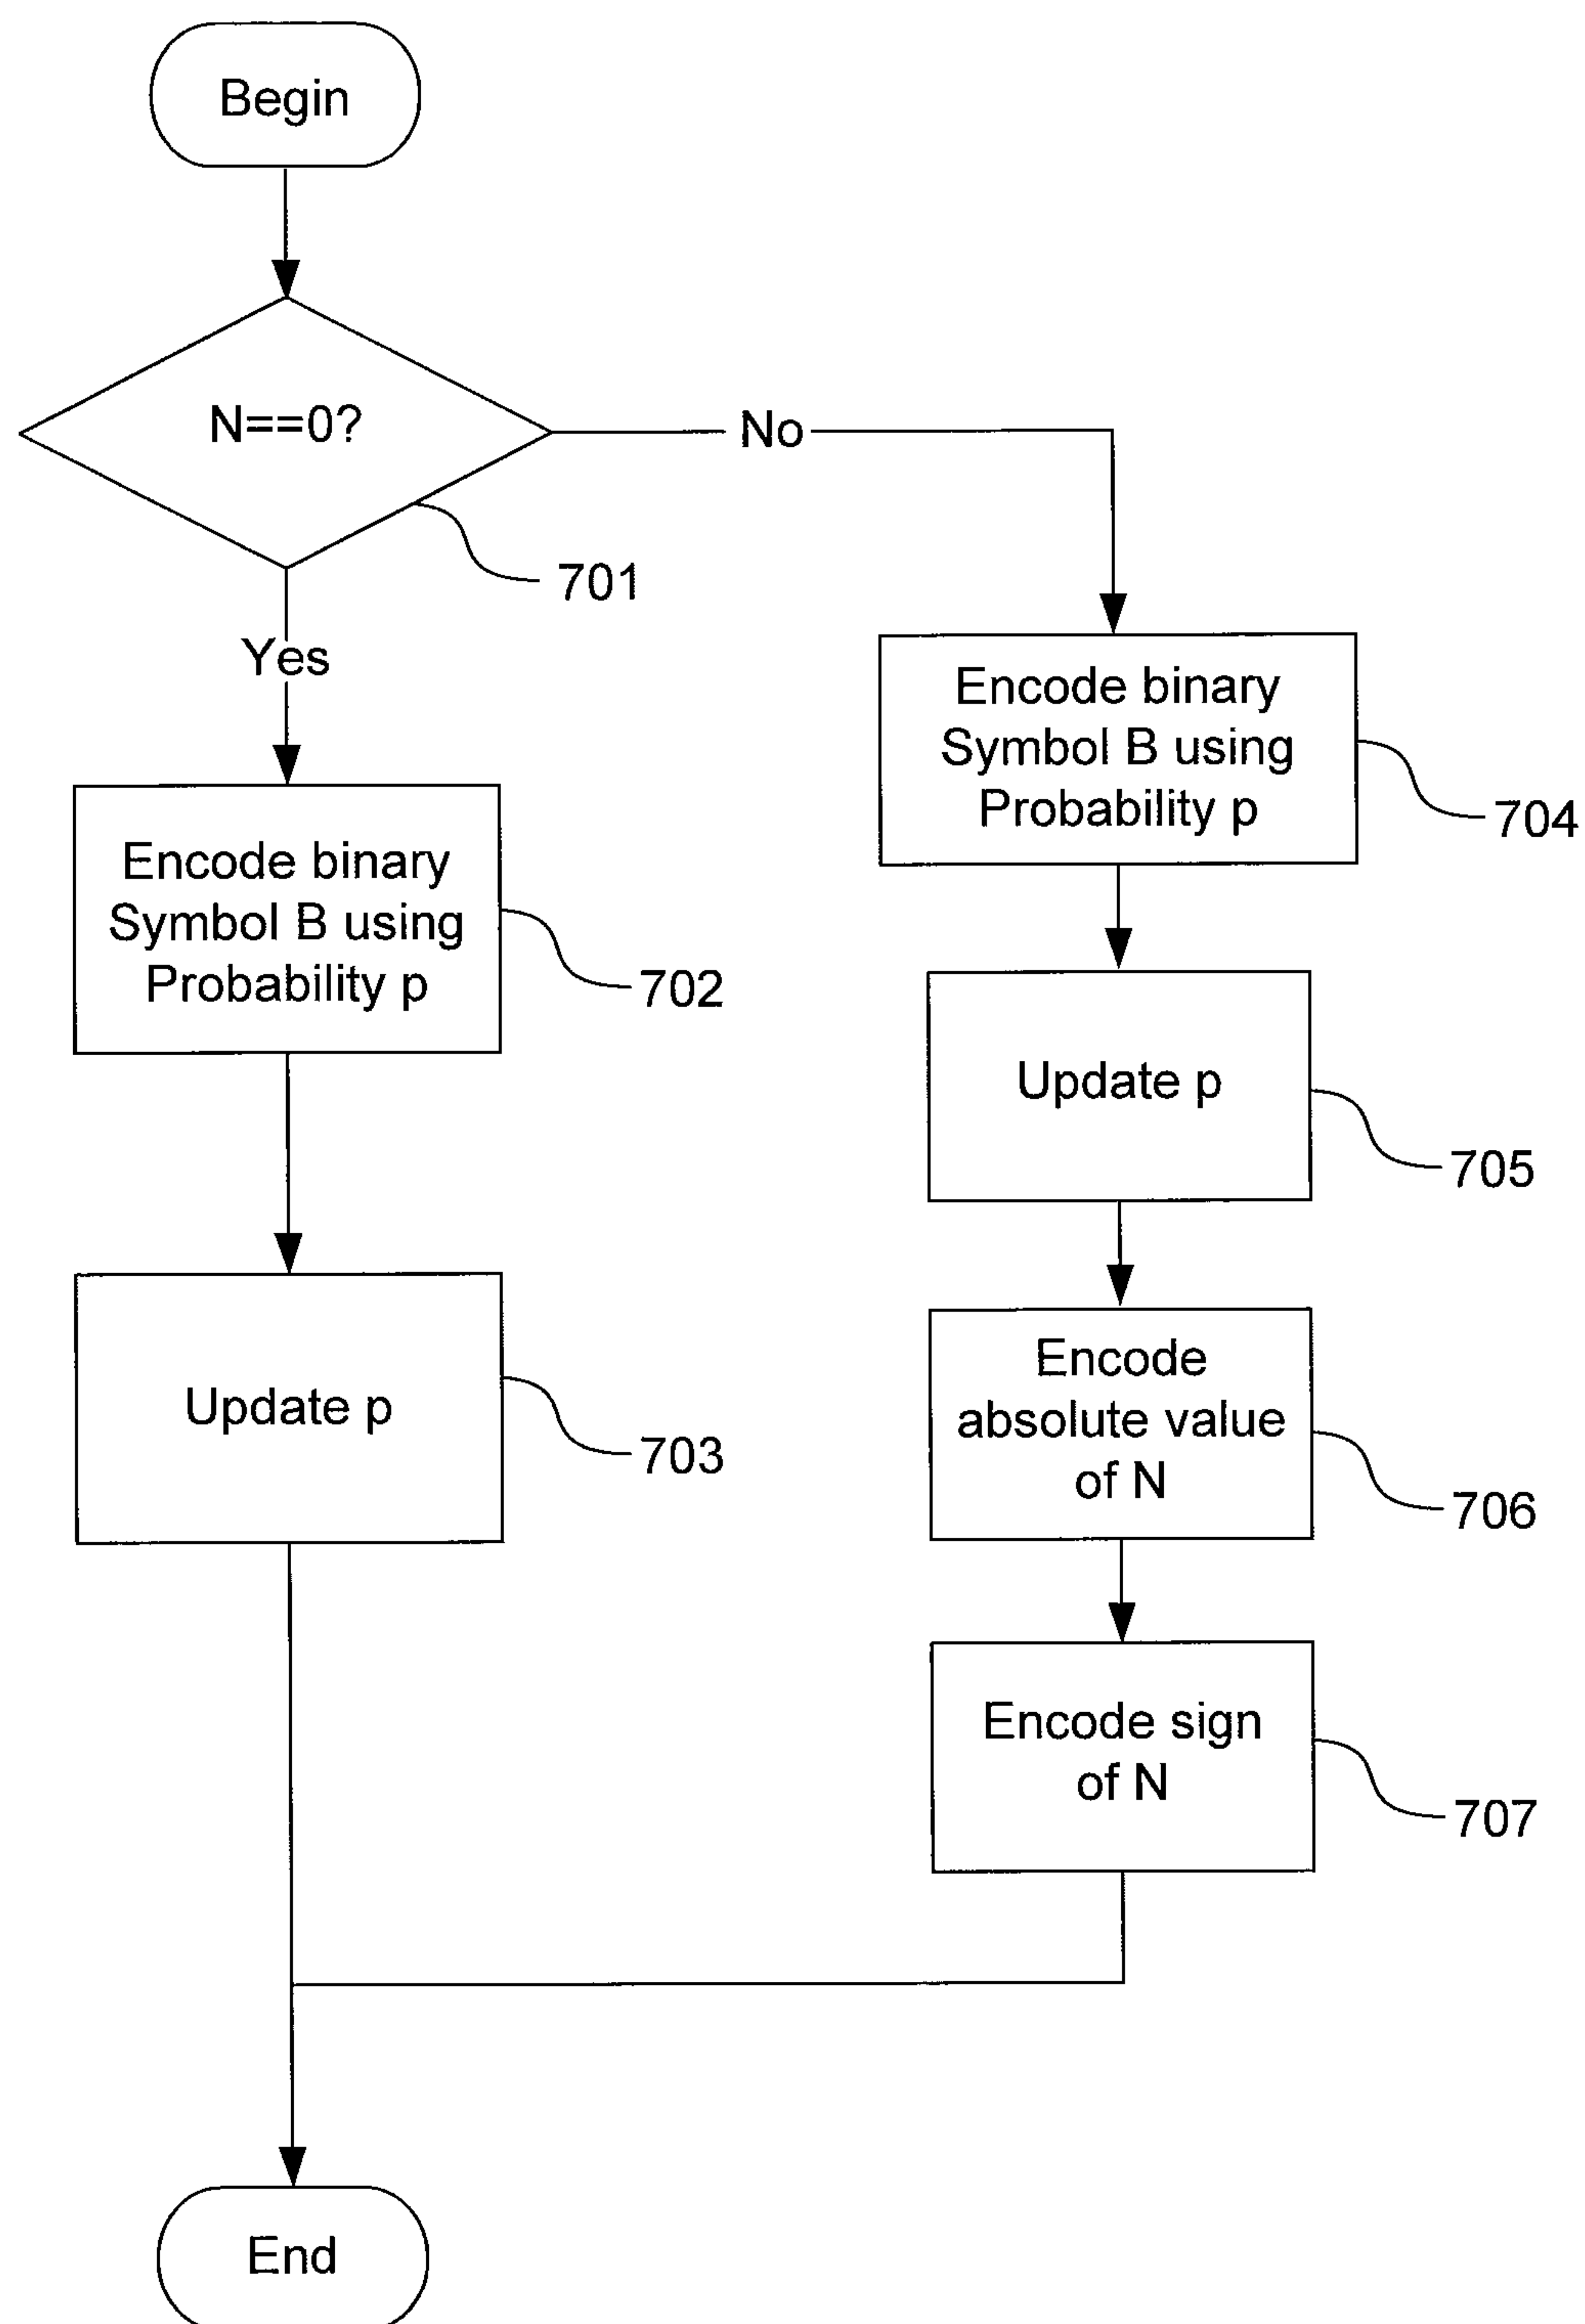 Begin
N==0?
No
701
Yes
Encode binary
Symbol B using
Probability p
704
Encode binary
Symbol B using
Probability p
702
Update p
705
Update p
703
Encode
absolute value
of N
706
Encode sign
of N
707
End